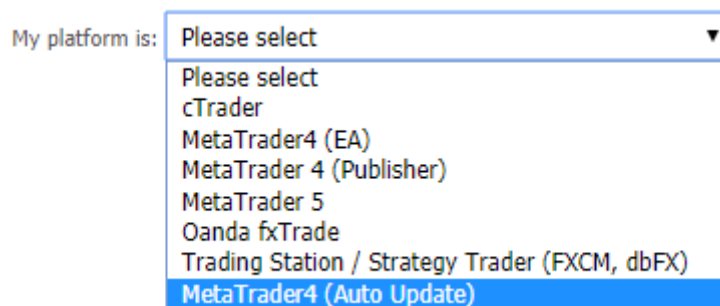 My platform is: Please select
Please select
cTrader
MetaTrader4 (EA)
MetaTrader 4 (Publisher)
MetaTrader 5
Oanda fxTrade
Trading Station / Strategy Trader (FXCM, dbFX)
MetaTrader4 (Auto Update)